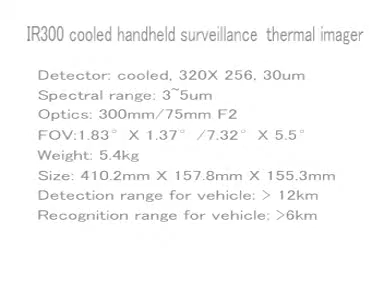 IR300 cooled handheld surveillance thermal imager
Detector: cooled, 320X 256, 30um
Spectral range: 3~5um
Optics: 300mm/75mm F2
FOV:1.83° X 1.37° /7.32° X 5.5°
Weight: 5.4kg
Size: 410.2mm X 157.8mm X 155.3mm
Detection range for vehicle: > 12km
Recognition range for vehicle: >6km